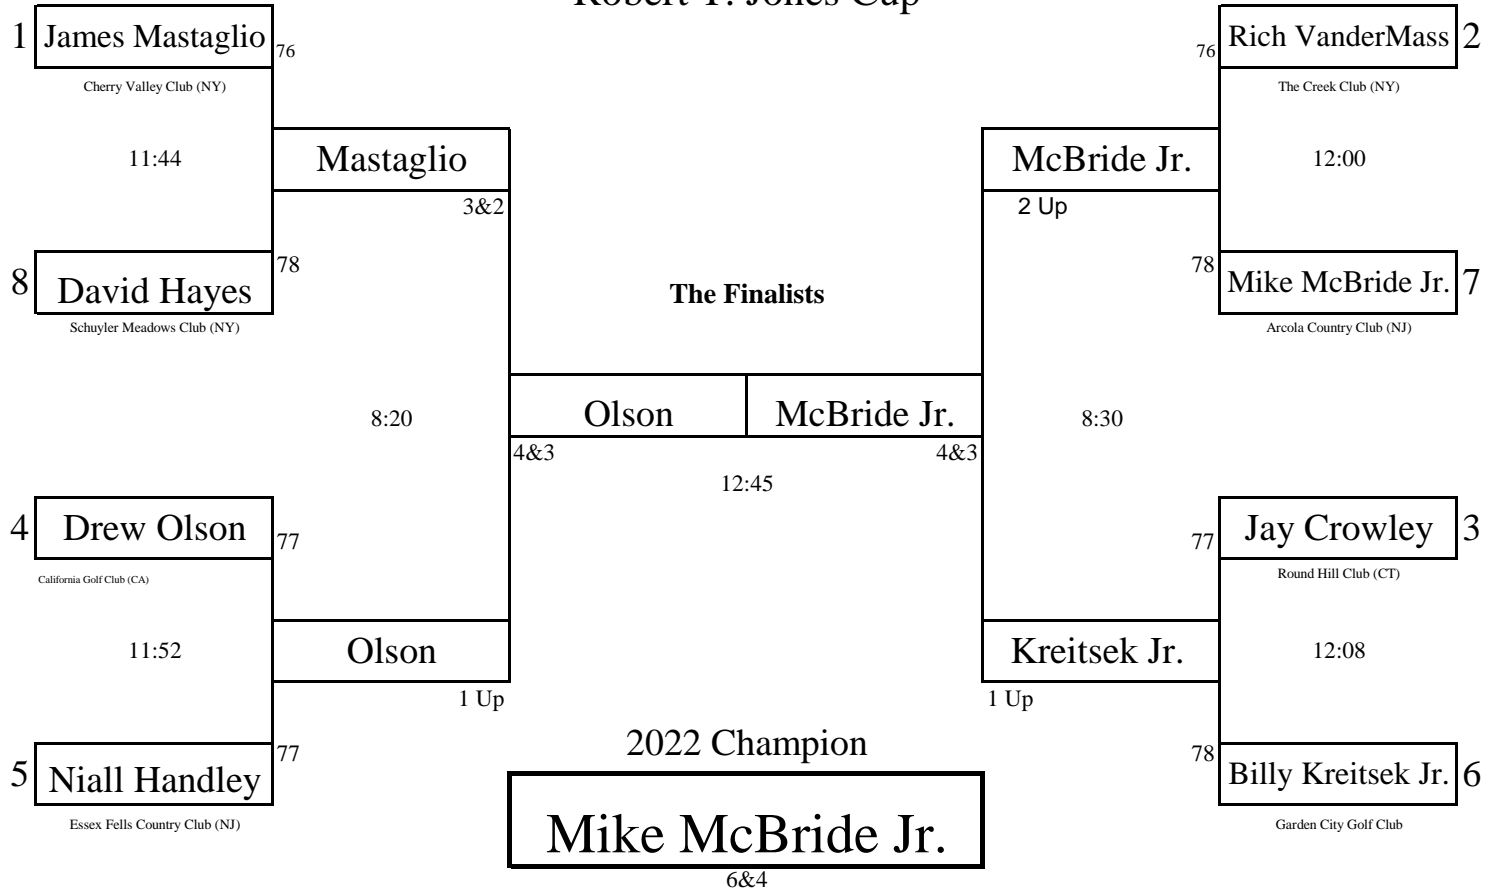 Robert T. Jones Cup
1 James Mastaglio 76
Cherry Valley Club (NY)
11:44
Mastaglio
3&2
8 David Hayes 78
Schuyler Meadows Club (NY)
8:20
4 Drew Olson 77
California Golf Club (CA)
11:52
Olson
1 Up
5 Niall Handley 77
Essex Fells Country Club (NJ)
The Finalists
Olson McBride Jr.
4&3 4&3
12:45
2022 Champion
Mike McBride Jr.
6&4
76 Rich VanderMass 2
The Creek Club (NY)
McBride Jr. 12:00
2 Up
78 Mike McBride Jr. 7
Arcola Country Club (NJ)
8:30
77 Jay Crowley 3
Round Hill Club (CT)
Kreitsek Jr. 12:08
1 Up
78 Billy Kreitsek Jr. 6
Garden City Golf Club